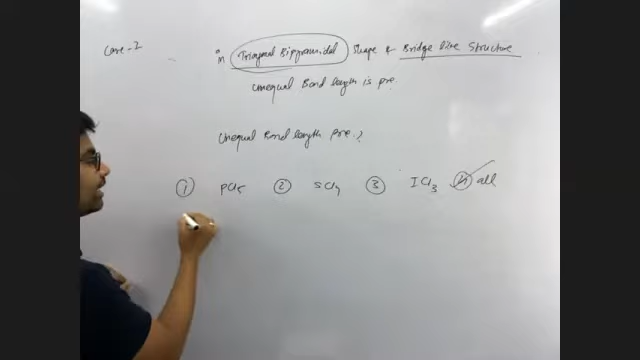 Case-2
in Trigonal Bipyramidal shape & Bridge like Structure
Unequal Bond length is pre.
Unequal Bond length pre.?
① PCl5 ② SCl4 ③ ICl3 ④ all